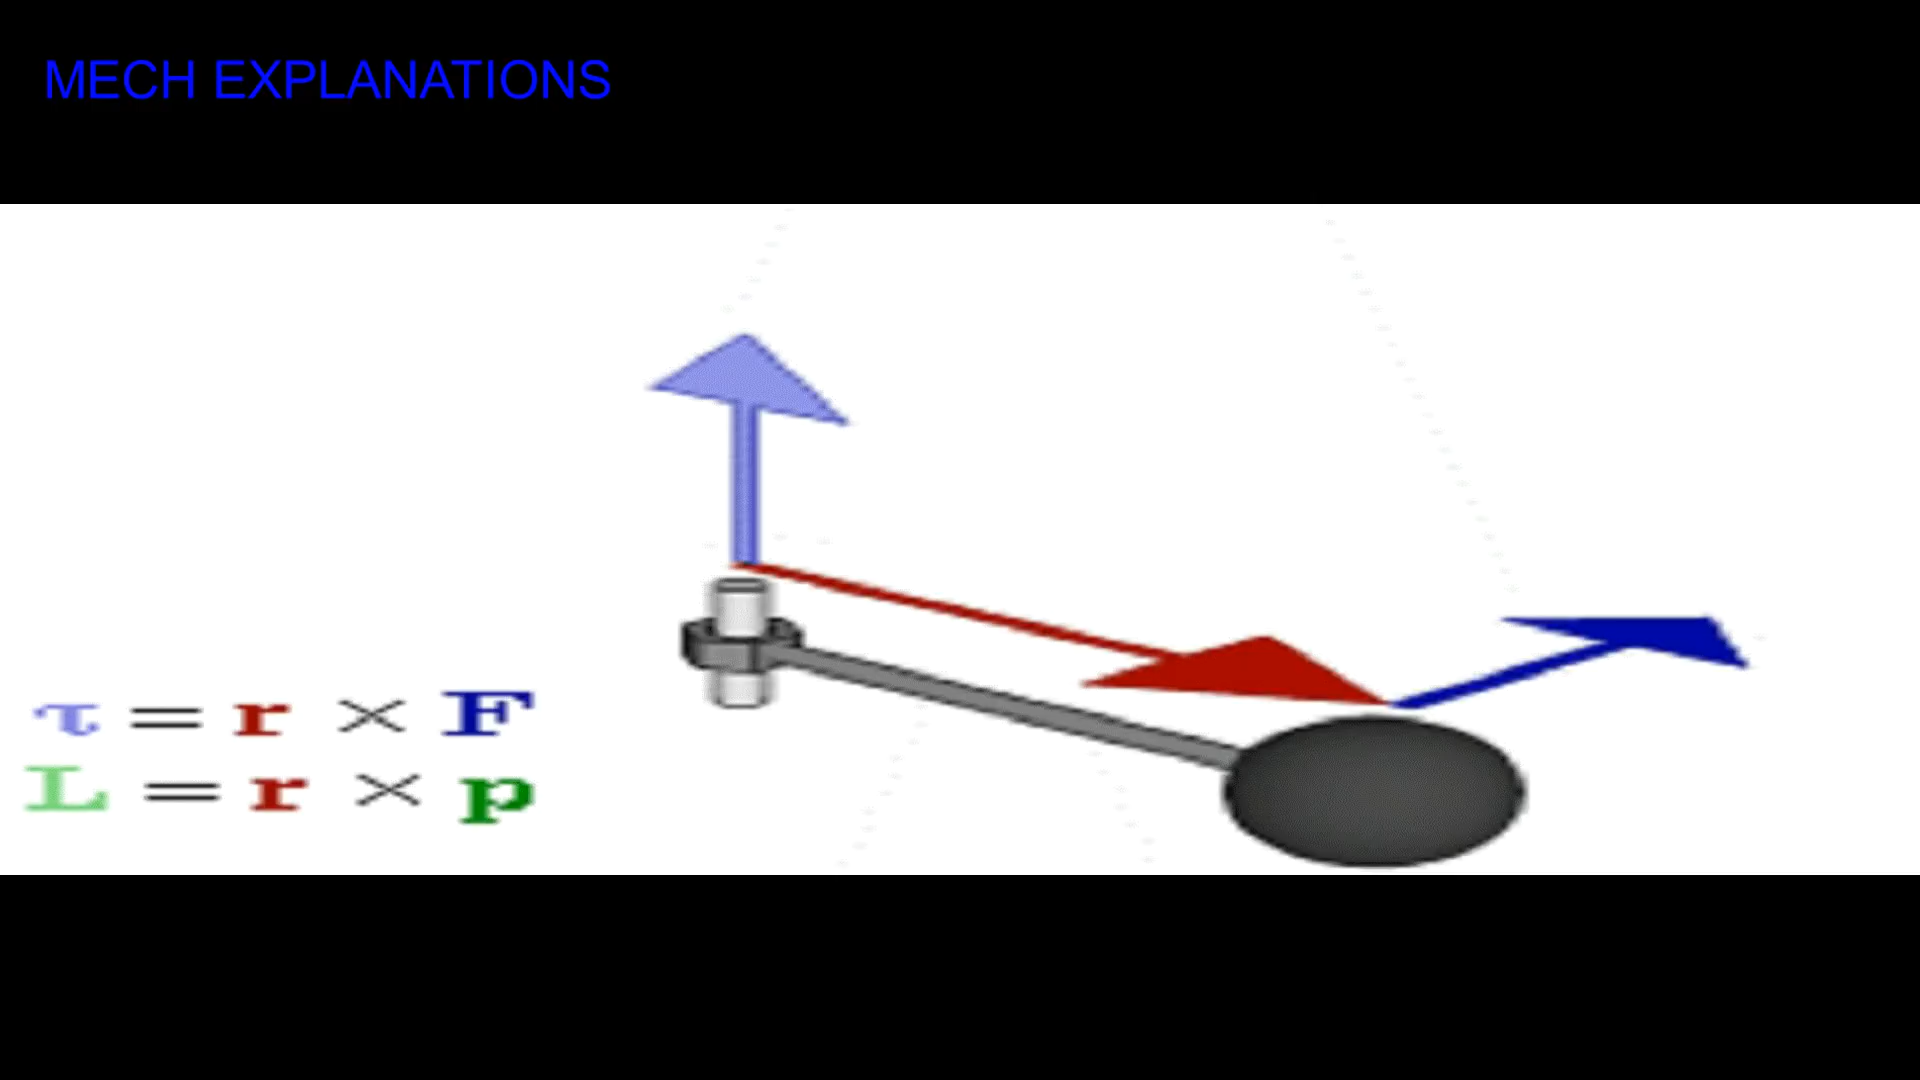 MECH EXPLANATIONS
τ = r × F
L = r × p